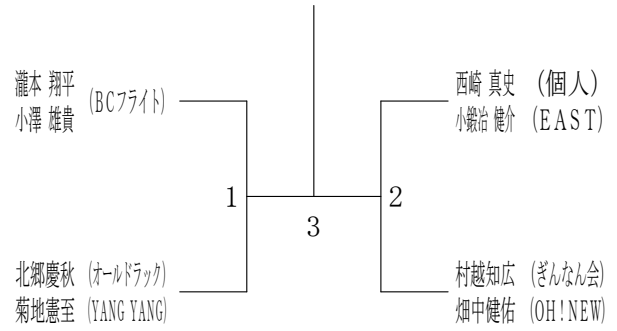 瀧本 翔平 (BCフライト)
小澤 雄貴
西崎 真史 (個人)
小鍛冶 健介 (EAST)
1
2
3
北郷慶秋 (オールドラック)
菊地憲至 (YANG YANG)
村越知広 (ぎんなん会)
畑中健佑 (OH!NEW)